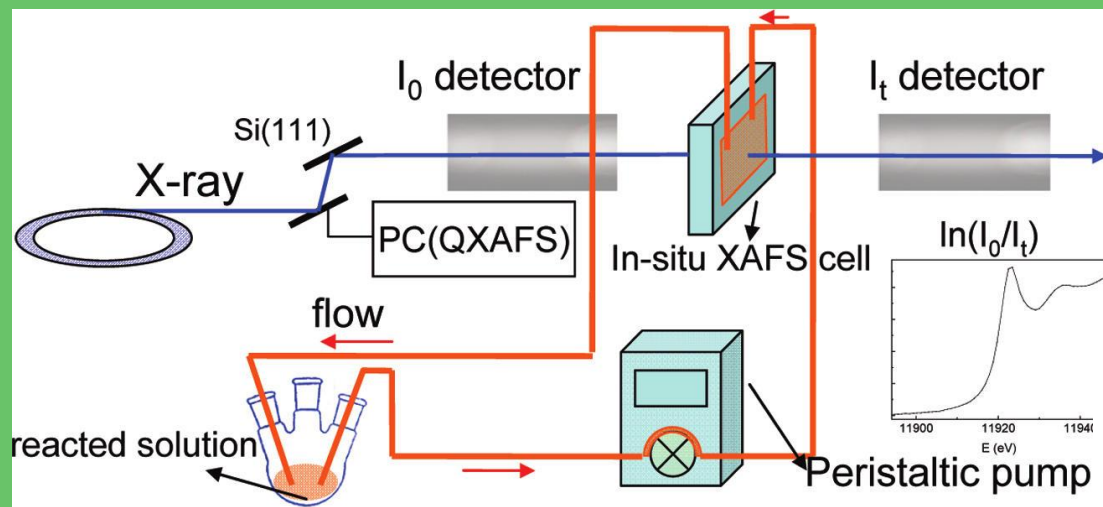 I₀ detector
Iₜ detector
Si(111)
X-ray
PC(QXAFS)
In-situ XAFS cell
ln(I₀/Iₜ)
flow
reacted solution
Peristaltic pump
11900 11920 11940
E (eV)